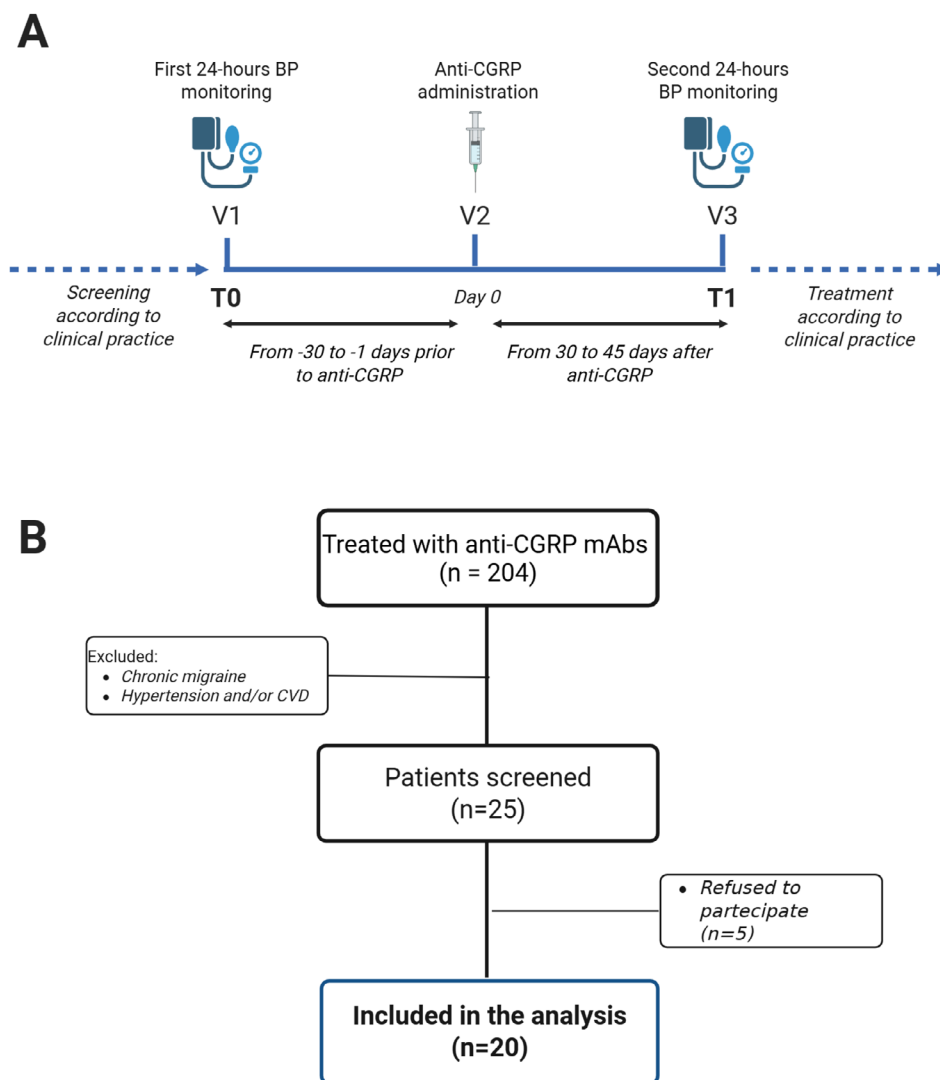 A
First 24-hours BP
monitoring
Anti-CGRP
administration
Second 24-hours
BP monitoring
V1
V2
V3
Screening
according to
clinical practice
T0
Day 0
T1
Treatment
according to
clinical practice
From -30 to -1 days prior
to anti-CGRP
From 30 to 45 days after
anti-CGRP
B
Treated with anti-CGRP mAbs
(n = 204)
Excluded:
• Chronic migraine
• Hypertension and/or CVD
Patients screened
(n=25)
• Refused to
partecipate
(n=5)
Included in the analysis
(n=20)